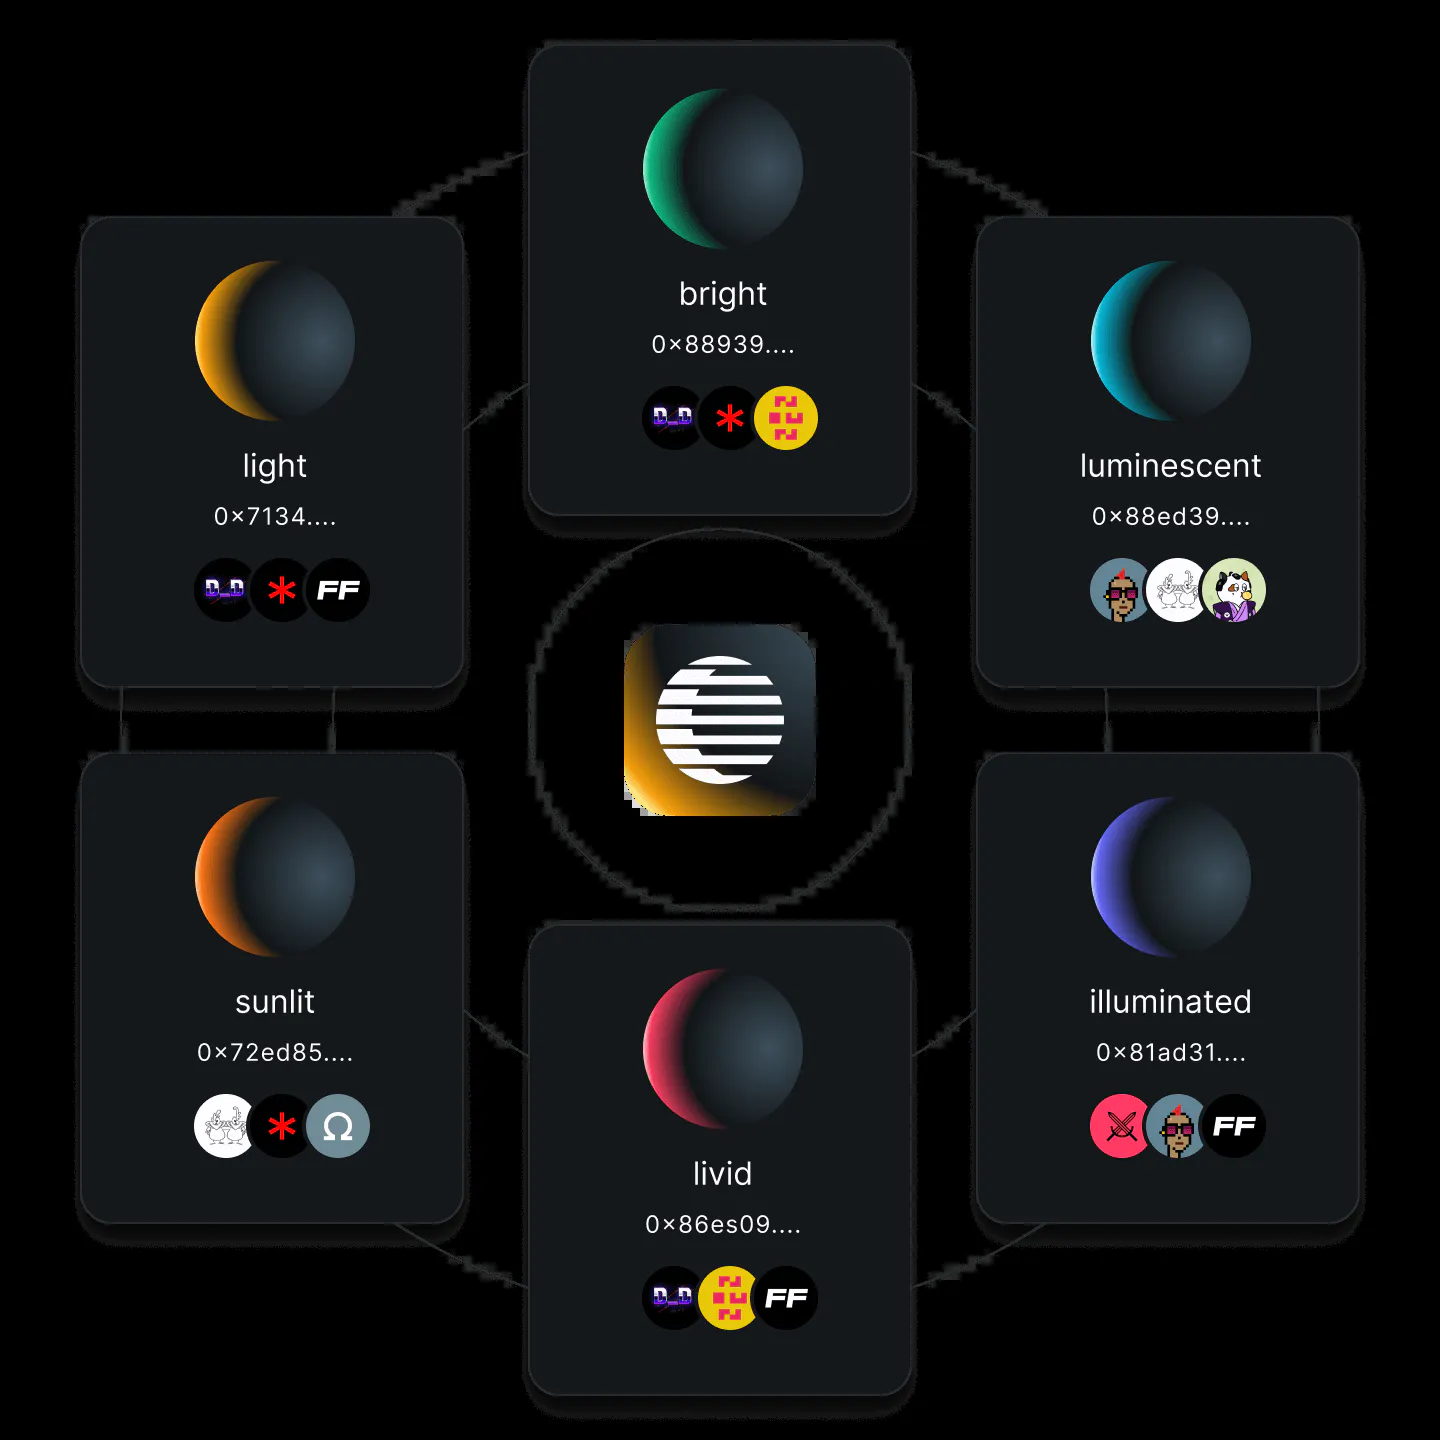 bright
0×88939....
D_D
light
0×7134....
D_D
FF
luminescent
0×88ed39....
sunlit
0×72ed85....
Ω
livid
0×86es09....
D_D
FF
illuminated
0×81ad31....
FF